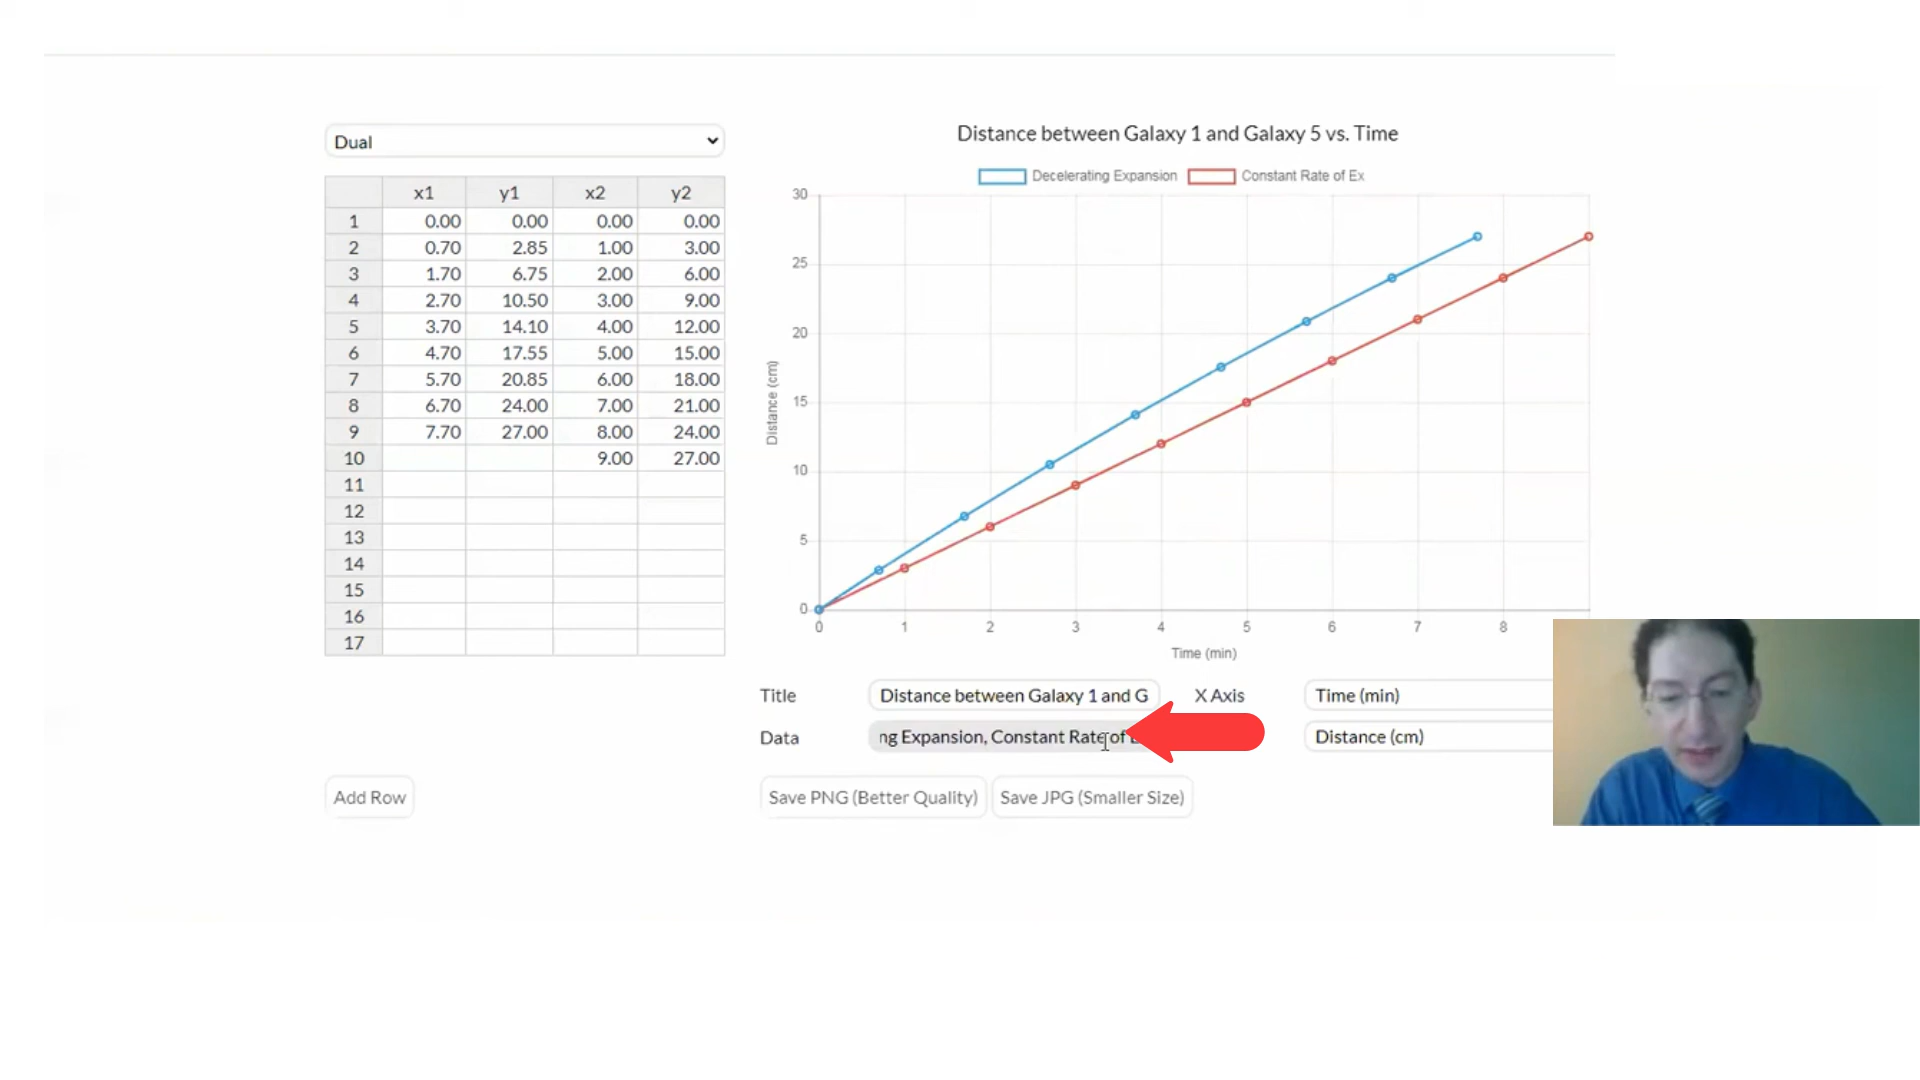 Dual
x1 y1 x2 y2
1 0.00 0.00 0.00 0.00
2 0.70 2.85 1.00 3.00
3 1.70 6.75 2.00 6.00
4 2.70 10.50 3.00 9.00
5 3.70 14.10 4.00 12.00
6 4.70 17.55 5.00 15.00
7 5.70 20.85 6.00 18.00
8 6.70 24.00 7.00 21.00
9 7.70 27.00 8.00 24.00
10 9.00 27.00
11
12
13
14
15
16
17
Add Row
Distance between Galaxy 1 and Galaxy 5 vs. Time
Decelerating Expansion Constant Rate of Ex
30
25
20
15
10
5
0
Distance (cm)
0 1 2 3 4 5 6 7 8
Time (min)
Title Distance between Galaxy 1 and G X Axis Time (min)
Data ng Expansion, Constant Rate of Distance (cm)
Save PNG (Better Quality) Save JPG (Smaller Size)